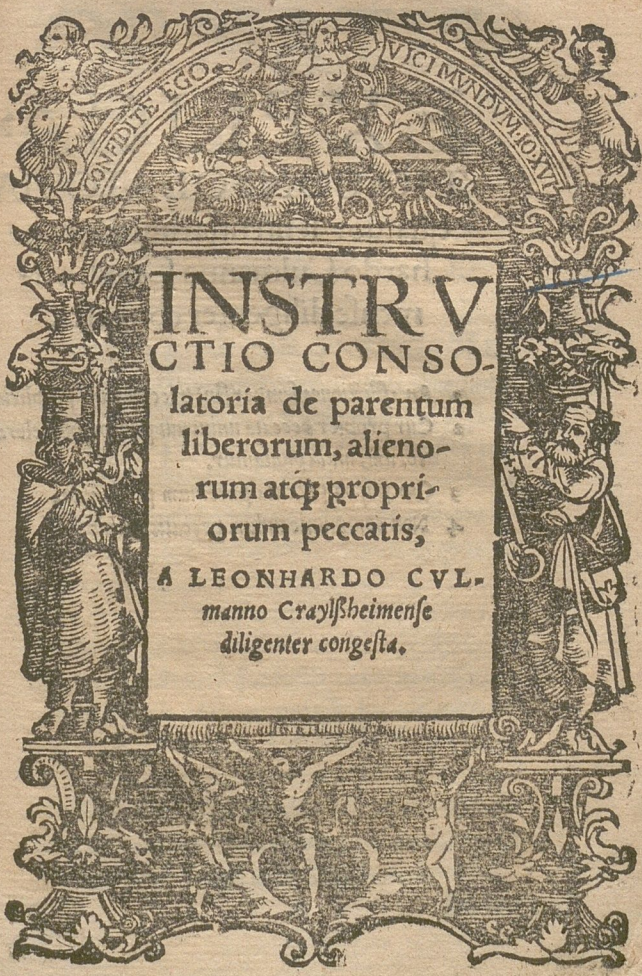 CONFIDITE EGO VICI MVNDVM·IO·XVI
INSTRV
CTIO CONSO-
latoria de parentum
liberorum, alieno-
rum atq; propri-
orum peccatis,
A LEONHARDO CVL-
manno Craylßheimense
diligenter congesta.